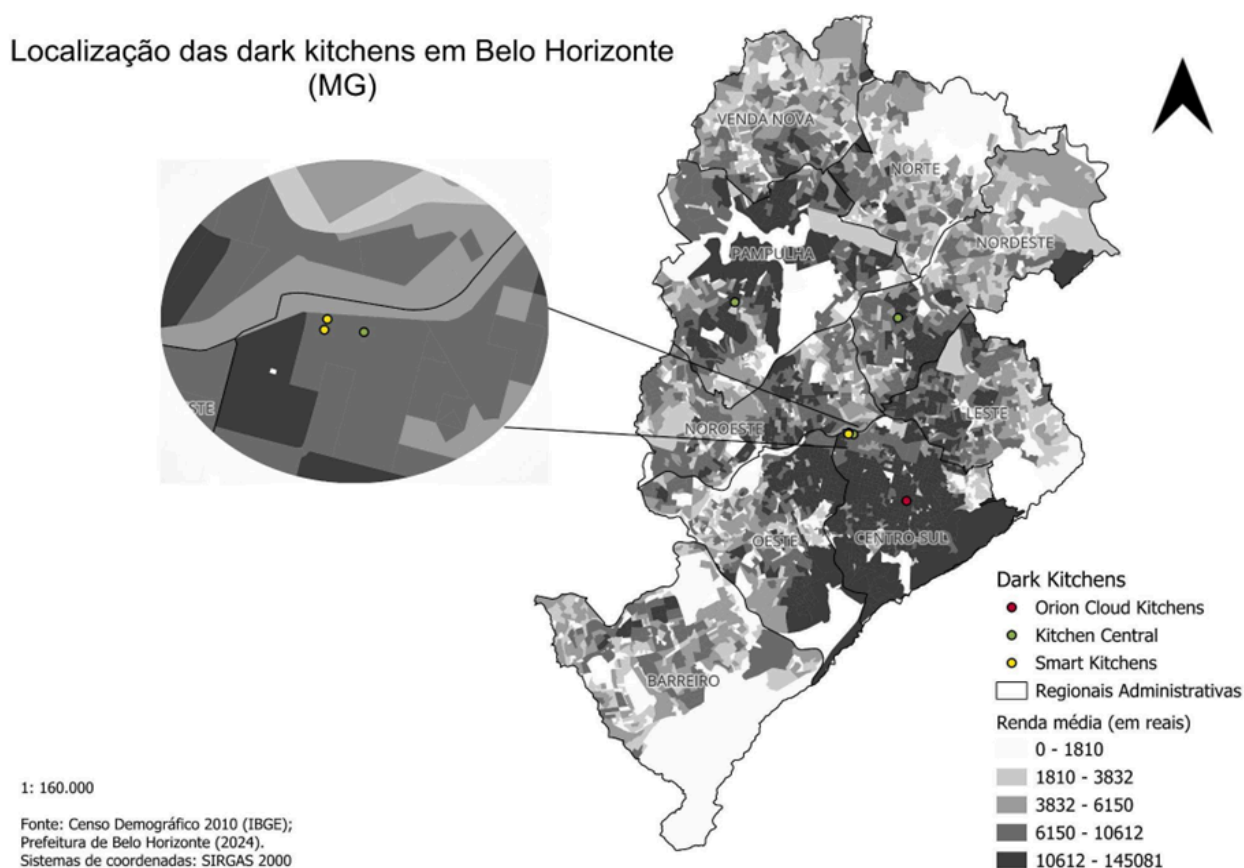 Localização das dark kitchens em Belo Horizonte
(MG)
VENDA NOVA
NORTE
NORDESTE
PAMPULHA
STE
NOROESTE
LESTE
OESTE
CENTRO-SUL
BARREIRO
Dark Kitchens
Orion Cloud Kitchens
Kitchen Central
Smart Kitchens
Regionais Administrativas
Renda média (em reais)
0 - 1810
1810 - 3832
3832 - 6150
6150 - 10612
10612 - 145081
1: 160.000
Fonte: Censo Demográfico 2010 (IBGE);
Prefeitura de Belo Horizonte (2024).
Sistemas de coordenadas: SIRGAS 2000